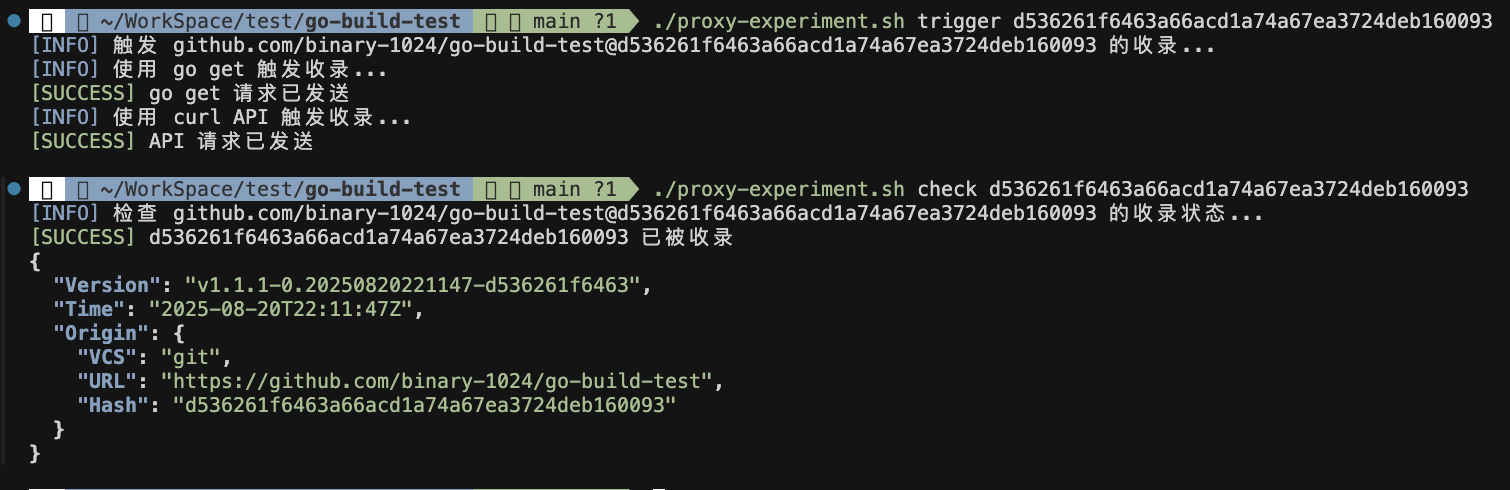 ~/WorkSpace/test/go-build-test main ?1 ./proxy-experiment.sh trigger d536261f6463a66acd1a74a67ea3724deb160093
[INFO] 触发 github.com/binary-1024/go-build-test@d536261f6463a66acd1a74a67ea3724deb160093 的收录...
[INFO] 使用 go get 触发收录...
[SUCCESS] go get 请求已发送
[INFO] 使用 curl API 触发收录...
[SUCCESS] API 请求已发送
~/WorkSpace/test/go-build-test main ?1 ./proxy-experiment.sh check d536261f6463a66acd1a74a67ea3724deb160093
[INFO] 检查 github.com/binary-1024/go-build-test@d536261f6463a66acd1a74a67ea3724deb160093 的收录状态...
[SUCCESS] d536261f6463a66acd1a74a67ea3724deb160093 已被收录
{
  "Version": "v1.1.1-0.20250820221147-d536261f6463",
  "Time": "2025-08-20T22:11:47Z",
  "Origin": {
    "VCS": "git",
    "URL": "https://github.com/binary-1024/go-build-test",
    "Hash": "d536261f6463a66acd1a74a67ea3724deb160093"
  }
}